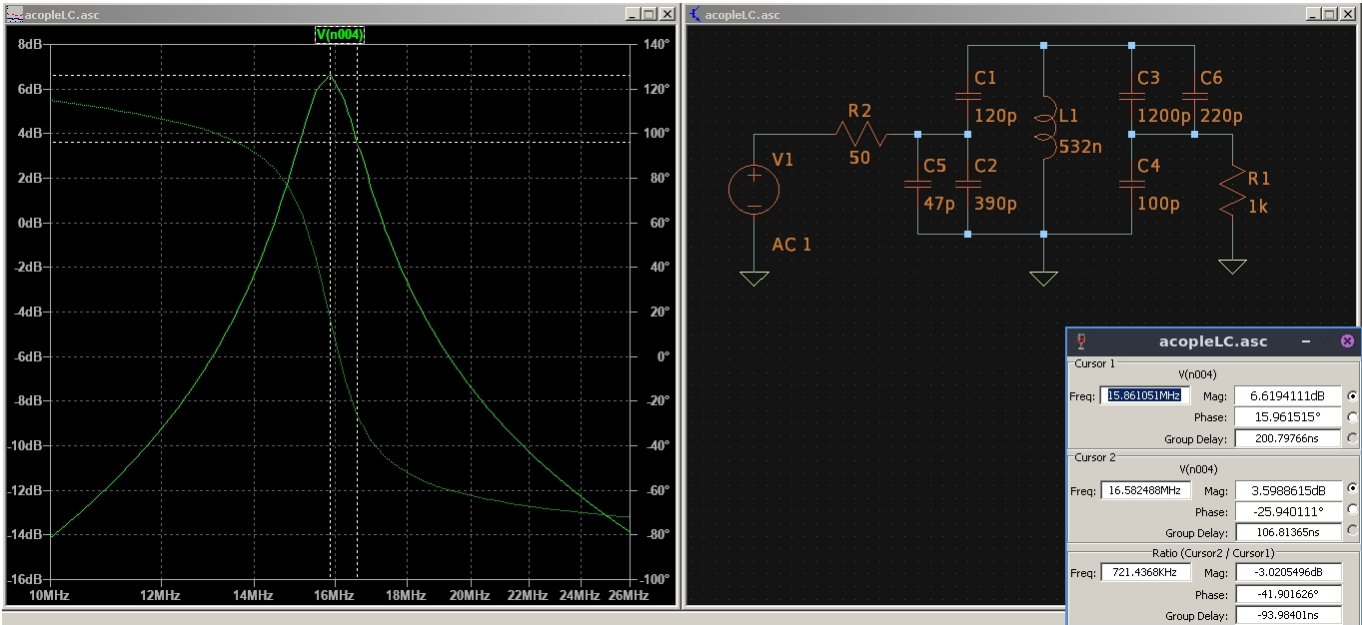 acopleLC.asc
V(n004)
8dB
6dB
4dB
2dB
0dB
-2dB
-4dB
-6dB
-8dB
-10dB
-12dB
-14dB
-16dB
140°
120°
100°
80°
60°
40°
20°
0°
-20°
-40°
-60°
-80°
-100°
10MHz 12MHz 14MHz 16MHz 18MHz 20MHz 22MHz 24MHz 26MHz
acopleLC.asc
V1
AC 1
R2
50
C1
120p
C5
47p
C2
390p
L1
532n
C3
1200p
C6
220p
C4
100p
R1
1k
acopleLC.asc
Cursor 1
V(n004)
Freq: 15.861051MHz Mag: 6.6194111dB
Phase: 15.961515°
Group Delay: 200.79766ns
Cursor 2
V(n004)
Freq: 16.582488MHz Mag: 3.5988615dB
Phase: -25.940111°
Group Delay: 106.81365ns
Ratio (Cursor2 / Cursor1)
Freq: 721.4368KHz Mag: -3.0205496dB
Phase: -41.901626°
Group Delay: -93.98401ns